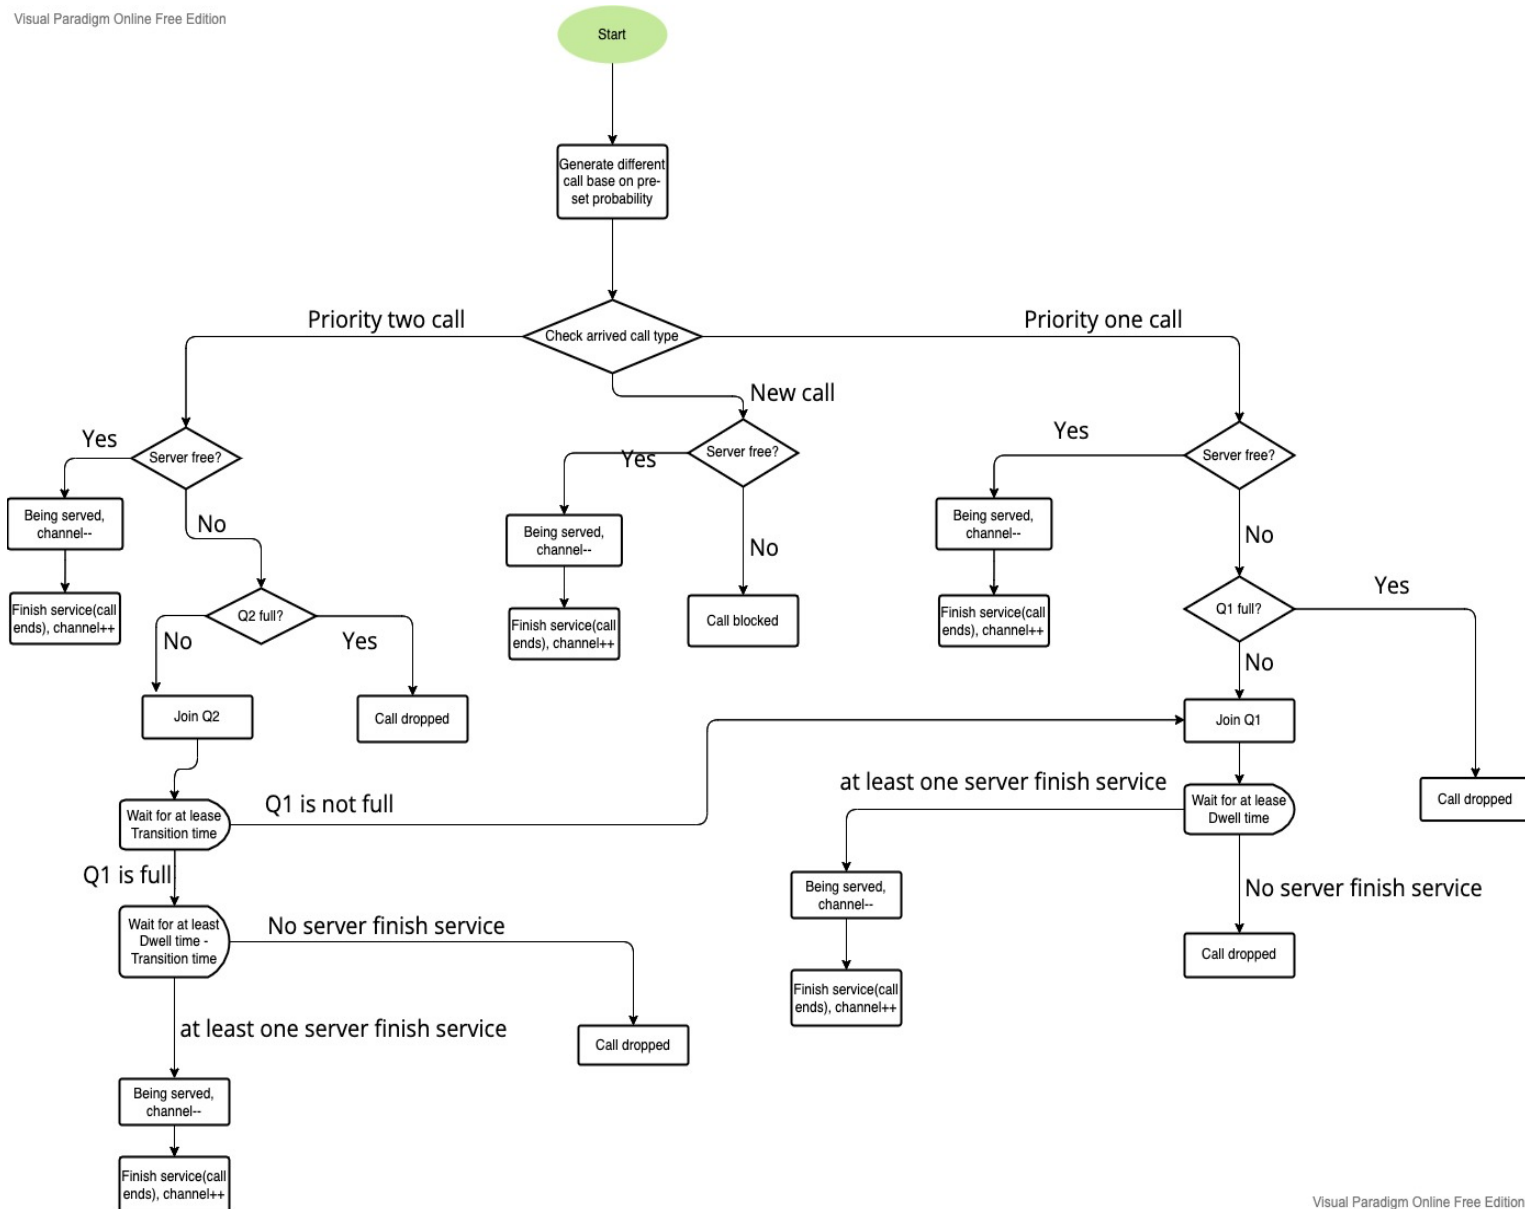 Visual Paradigm Online Free Edition
Start
Generate different
call base on pre-
set probability
Check arrived call type
Priority two call
Priority one call
New call
Server free?
Yes
Being served,
channel--
Finish service(call
ends), channel++
No
Q2 full?
No
Yes
Join Q2
Call dropped
Server free?
Yes
Being served,
channel--
Finish service(call
ends), channel++
No
Call blocked
Server free?
Yes
Being served,
channel--
Finish service(call
ends), channel++
No
Q1 full?
Yes
No
Join Q1
Call dropped
Wait for at lease
Transition time
Q1 is not full
Q1 is full
Wait for at least
Dwell time -
Transition time
No server finish service
Call dropped
at least one server finish service
Being served,
channel--
Finish service(call
ends), channel++
Wait for at lease
Dwell time
at least one server finish service
Being served,
channel--
Finish service(call
ends), channel++
No server finish service
Call dropped
Visual Paradigm Online Free Edition